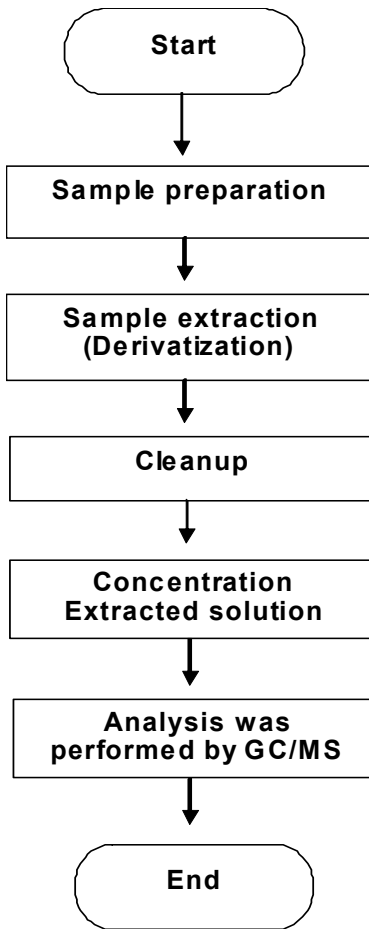 Start
Sample preparation
Sample extraction
(Derivatization)
Cleanup
Concentration
Extracted solution
Analysis was
performed by GC/MS
End